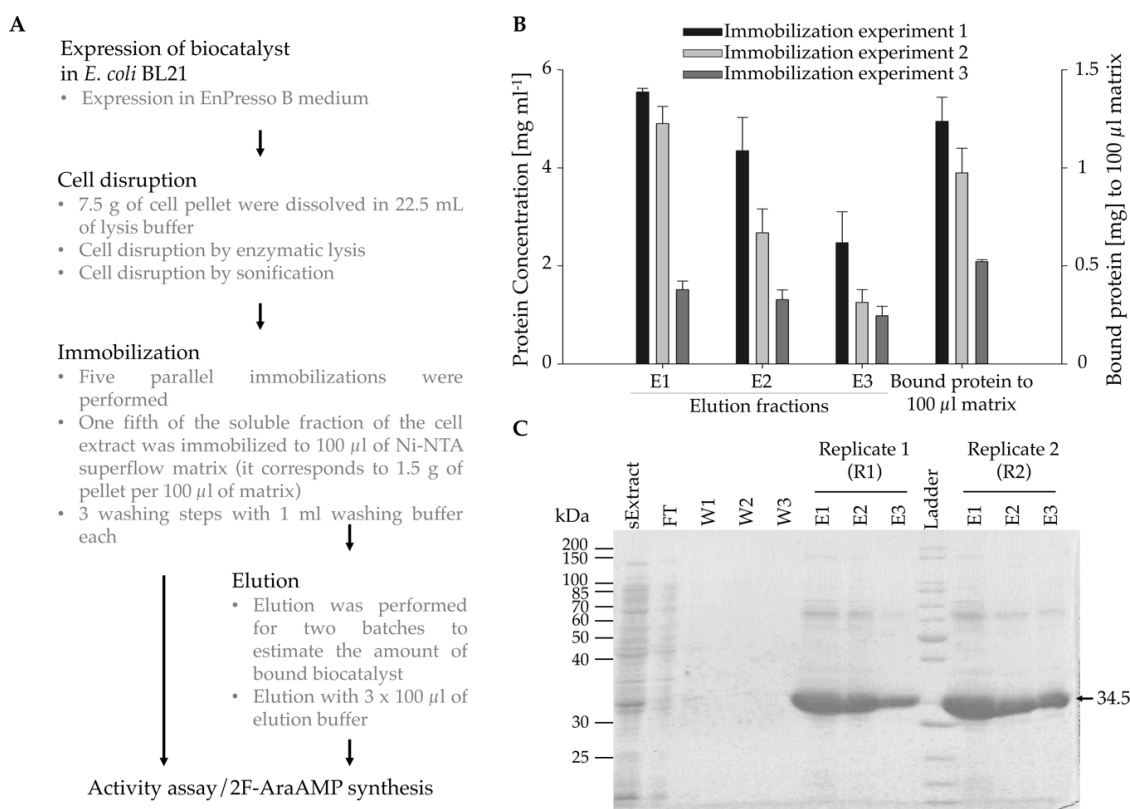 A
Expression of biocatalyst
in E. coli BL21
• Expression in EnPresso B medium
Cell disruption
• 7.5 g of cell pellet were dissolved in 22.5 mL
of lysis buffer
• Cell disruption by enzymatic lysis
• Cell disruption by sonification
Immobilization
• Five parallel immobilizations were
performed
• One fifth of the soluble fraction of the cell
extract was immobilized to 100 µl of Ni-NTA
superflow matrix (it corresponds to 1.5 g of
pellet per 100 µl of matrix)
• 3 washing steps with 1 ml washing buffer
each
Elution
• Elution was performed
for two batches to
estimate the amount of
bound biocatalyst
• Elution with 3 x 100 µl of
elution buffer
Activity assay/2F-AraAMP synthesis
B
Immobilization experiment 1
Immobilization experiment 2
Immobilization experiment 3
Protein Concentration [mg ml-1]
6
4
2
0
Bound protein [mg] to 100 µl matrix
1.5
1
0.5
0
E1 E2 E3 Bound protein to
100 µl matrix
Elution fractions
C
Replicate 1
(R1)
Replicate 2
(R2)
kDa
sExtract FT W1 W2 W3 E1 E2 E3 Ladder E1 E2 E3
200
150
100
85
70
60
50
40
30
25
34.5